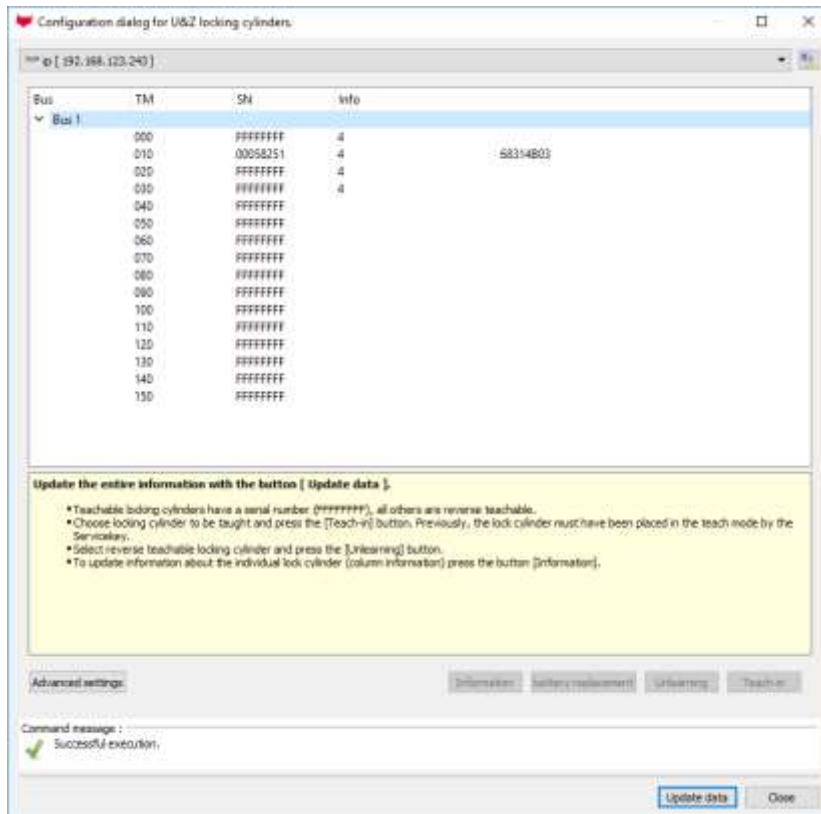 Configuration dialog for U&Z locking cylinders.
ip [ 192.168.123.243 ]
Bus TM SN Info
Bus 1
000 FFFFFFFF 4
010 00058251 4 68314B03
020 FFFFFFFF 4
030 FFFFFFFF 4
040 FFFFFFFF
050 FFFFFFFF
060 FFFFFFFF
070 FFFFFFFF
080 FFFFFFFF
090 FFFFFFFF
100 FFFFFFFF
110 FFFFFFFF
120 FFFFFFFF
130 FFFFFFFF
140 FFFFFFFF
150 FFFFFFFF
Update the entire information with the button [ Update data ].
• Teachable locking cylinders have a serial number (FFFFFFFF), all others are reverse teachable.
• Choose locking cylinder to be taught and press the [Teach-in] button. Previously, the lock cylinder must have been placed in the teach mode by the
Servicekey.
• Select reverse teachable locking cylinder and press the [Unlearning] button.
• To update information about the individual lock cylinder (column information) press the button [Information].
Advanced settings Information battery replacement Unlearning Teach-in
Command message :
Successful execution.
Update data Close